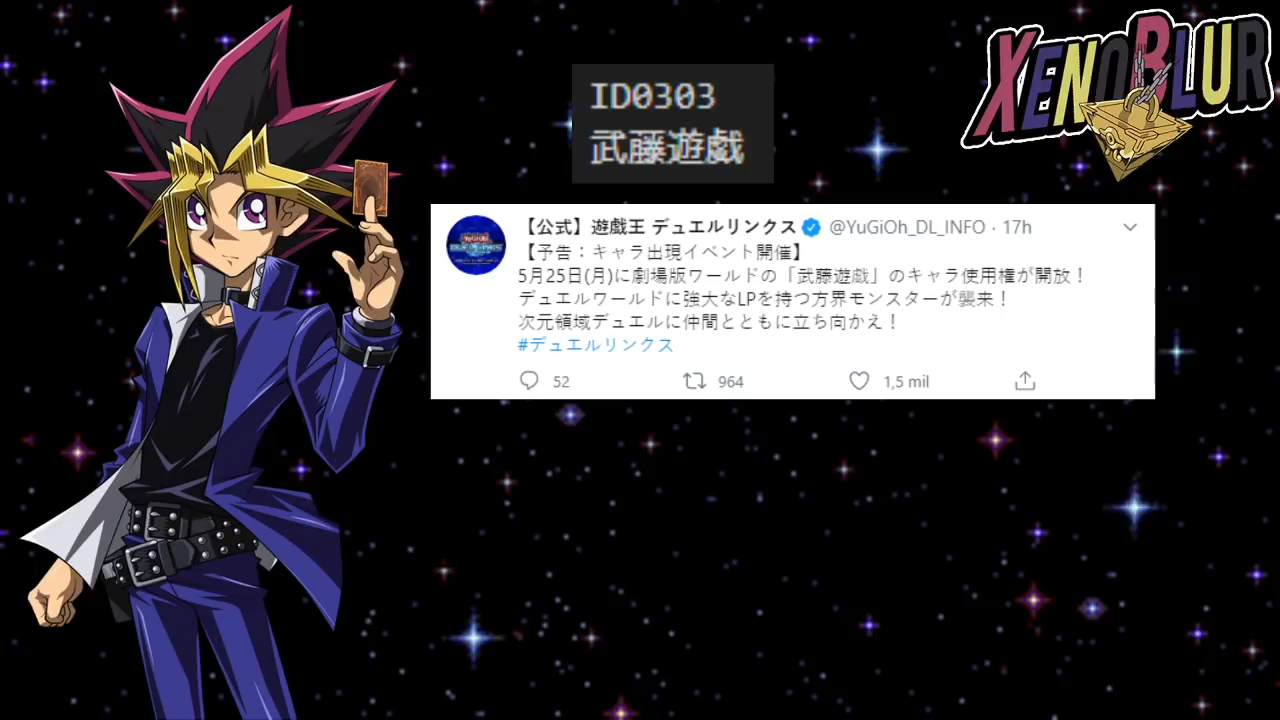 XENOBLUR
ID0303
武藤遊戯
【公式】遊戯王 デュエルリンクス @YuGiOh_DL_INFO · 17h
【予告：キャラ出現イベント開催】
5月25日(月)に劇場版ワールドの「武藤遊戯」のキャラ使用権が開放！
デュエルワールドに強大なLPを持つ方界モンスターが襲来！
次元領域デュエルに仲間とともに立ち向かえ！
#デュエルリンクス
52 964 1,5 mil